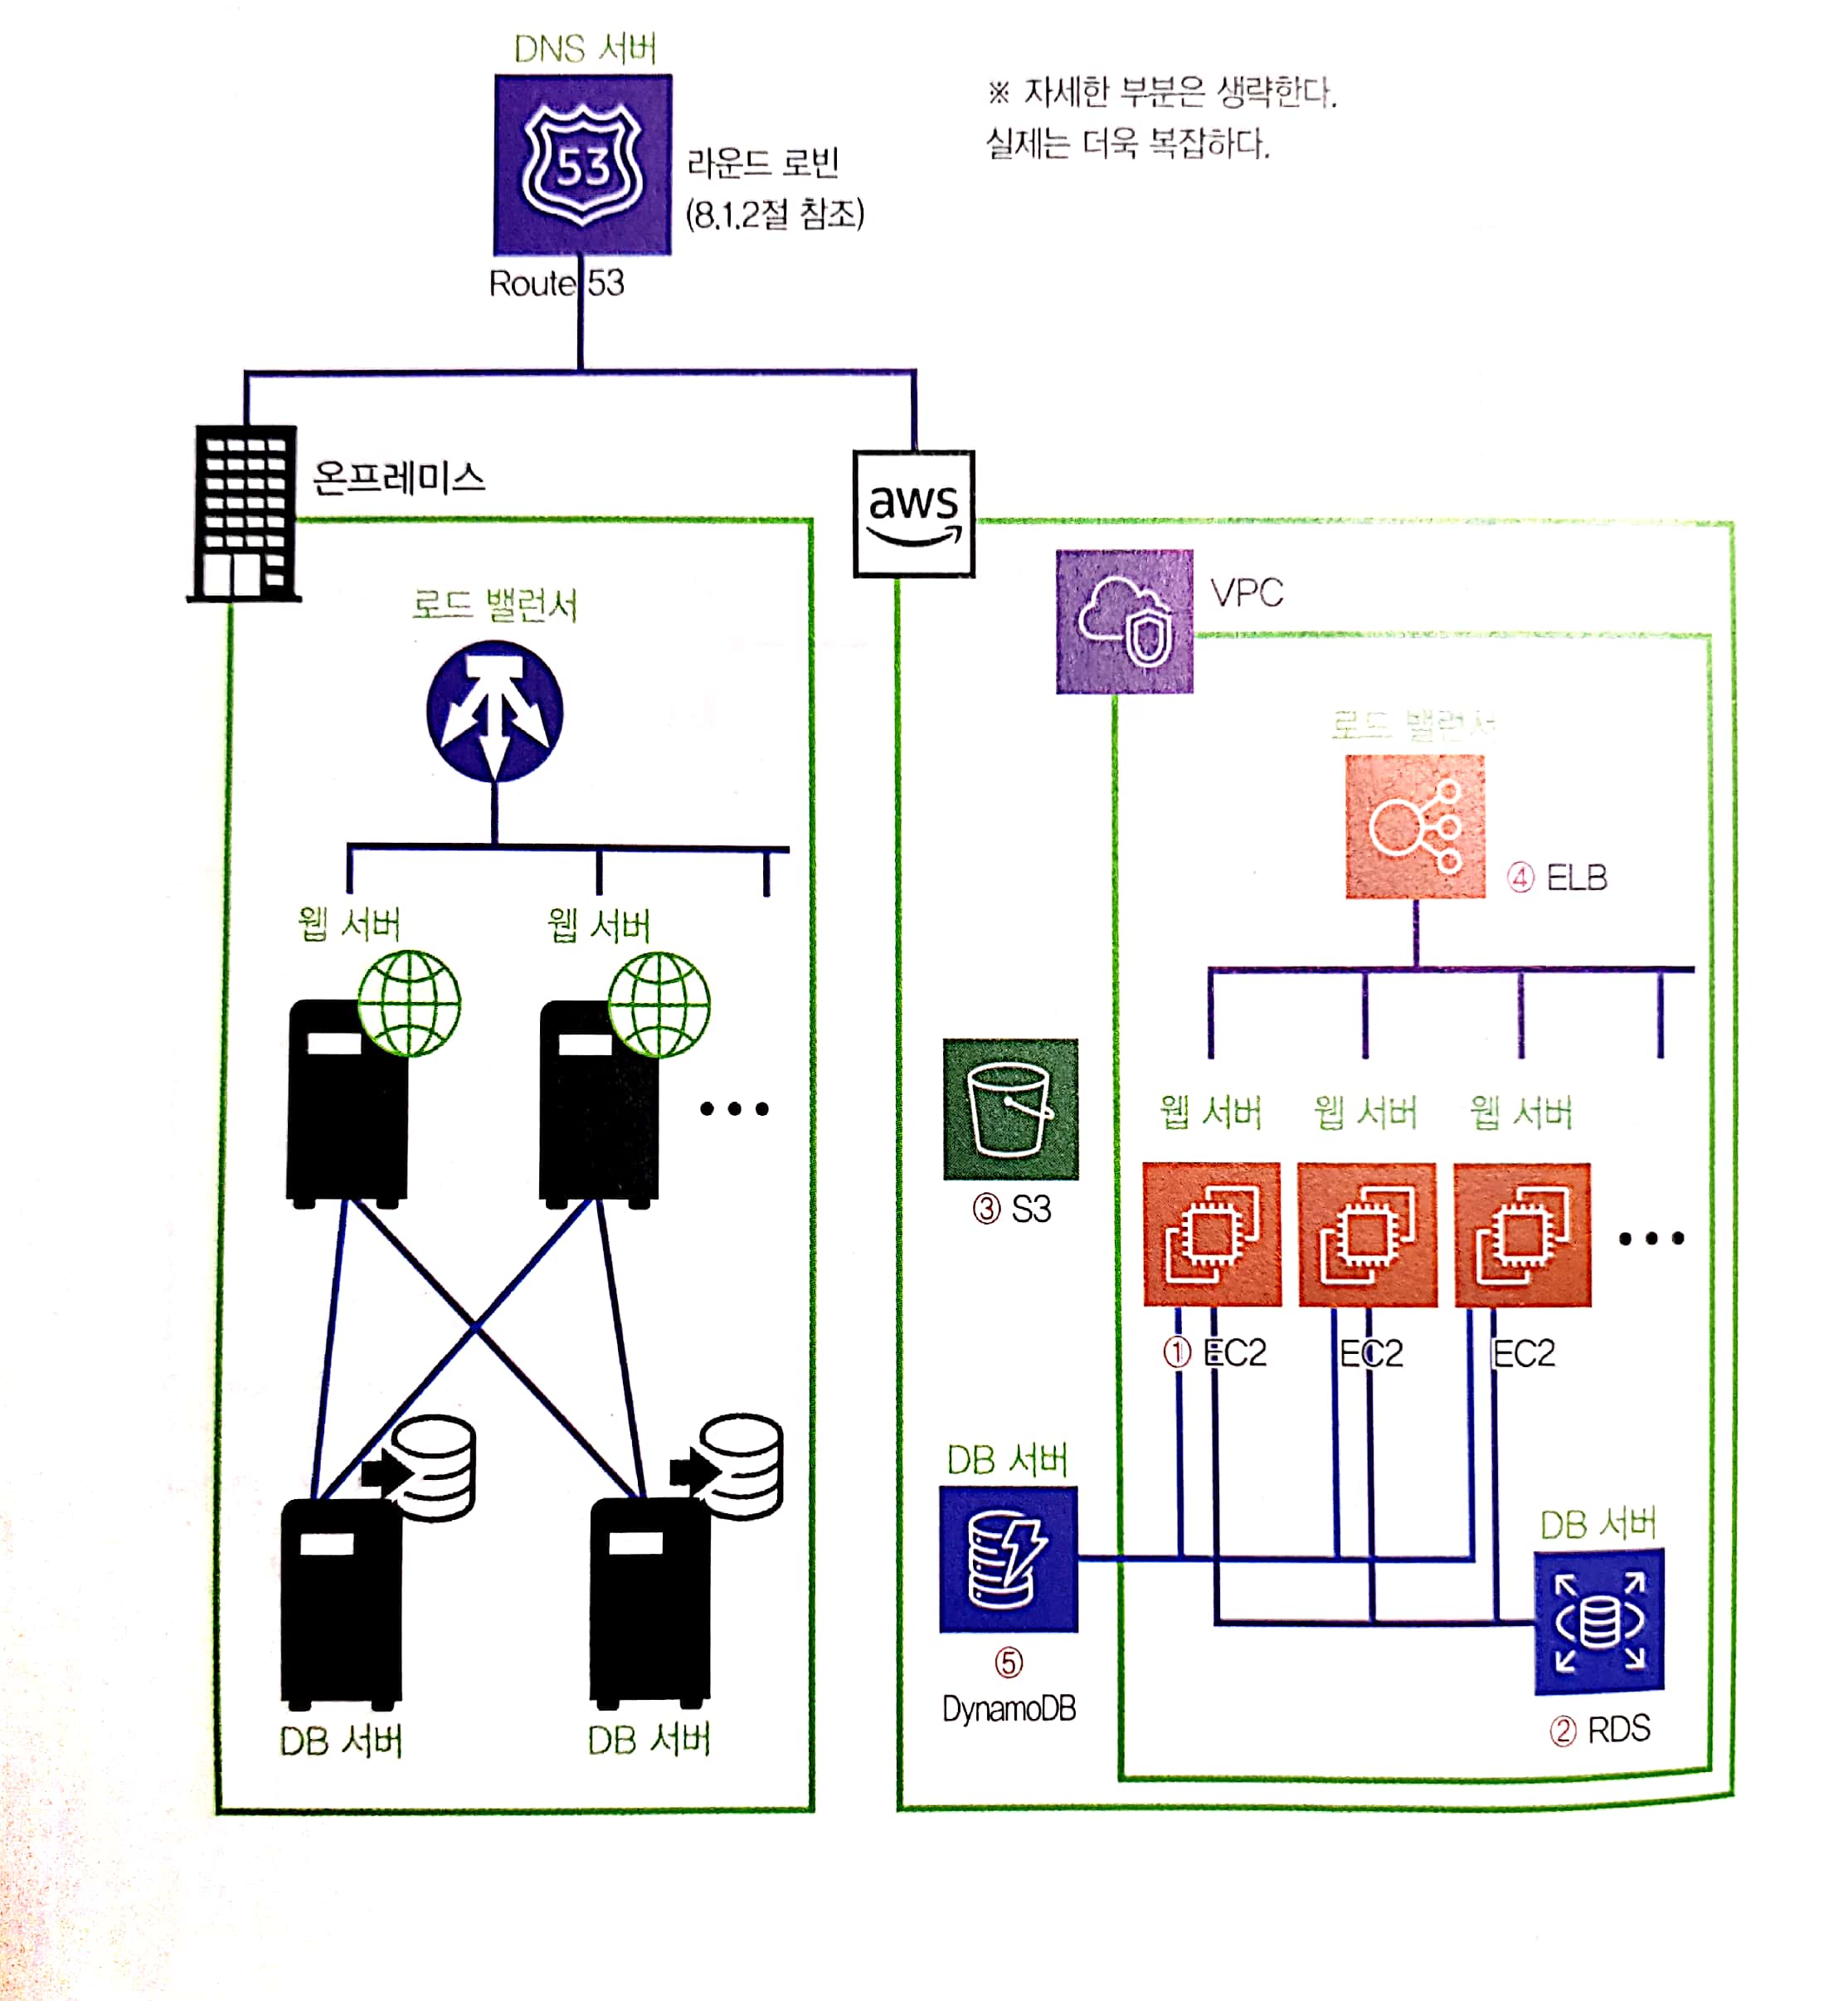 DNS 서버
※ 자세한 부분은 생략한다.
실제는 더욱 복잡하다.
53
라운드 로빈
(8.1.2절 참조)
Route 53
온프레미스
aws
VPC
로드 밸런서
로드 밸런서
④ ELB
웹 서버
웹 서버
웹 서버
웹 서버
웹 서버
③ S3
① EC2
EC2
EC2
DB 서버
DB 서버
⑤
DynamoDB
② RDS
DB 서버
DB 서버